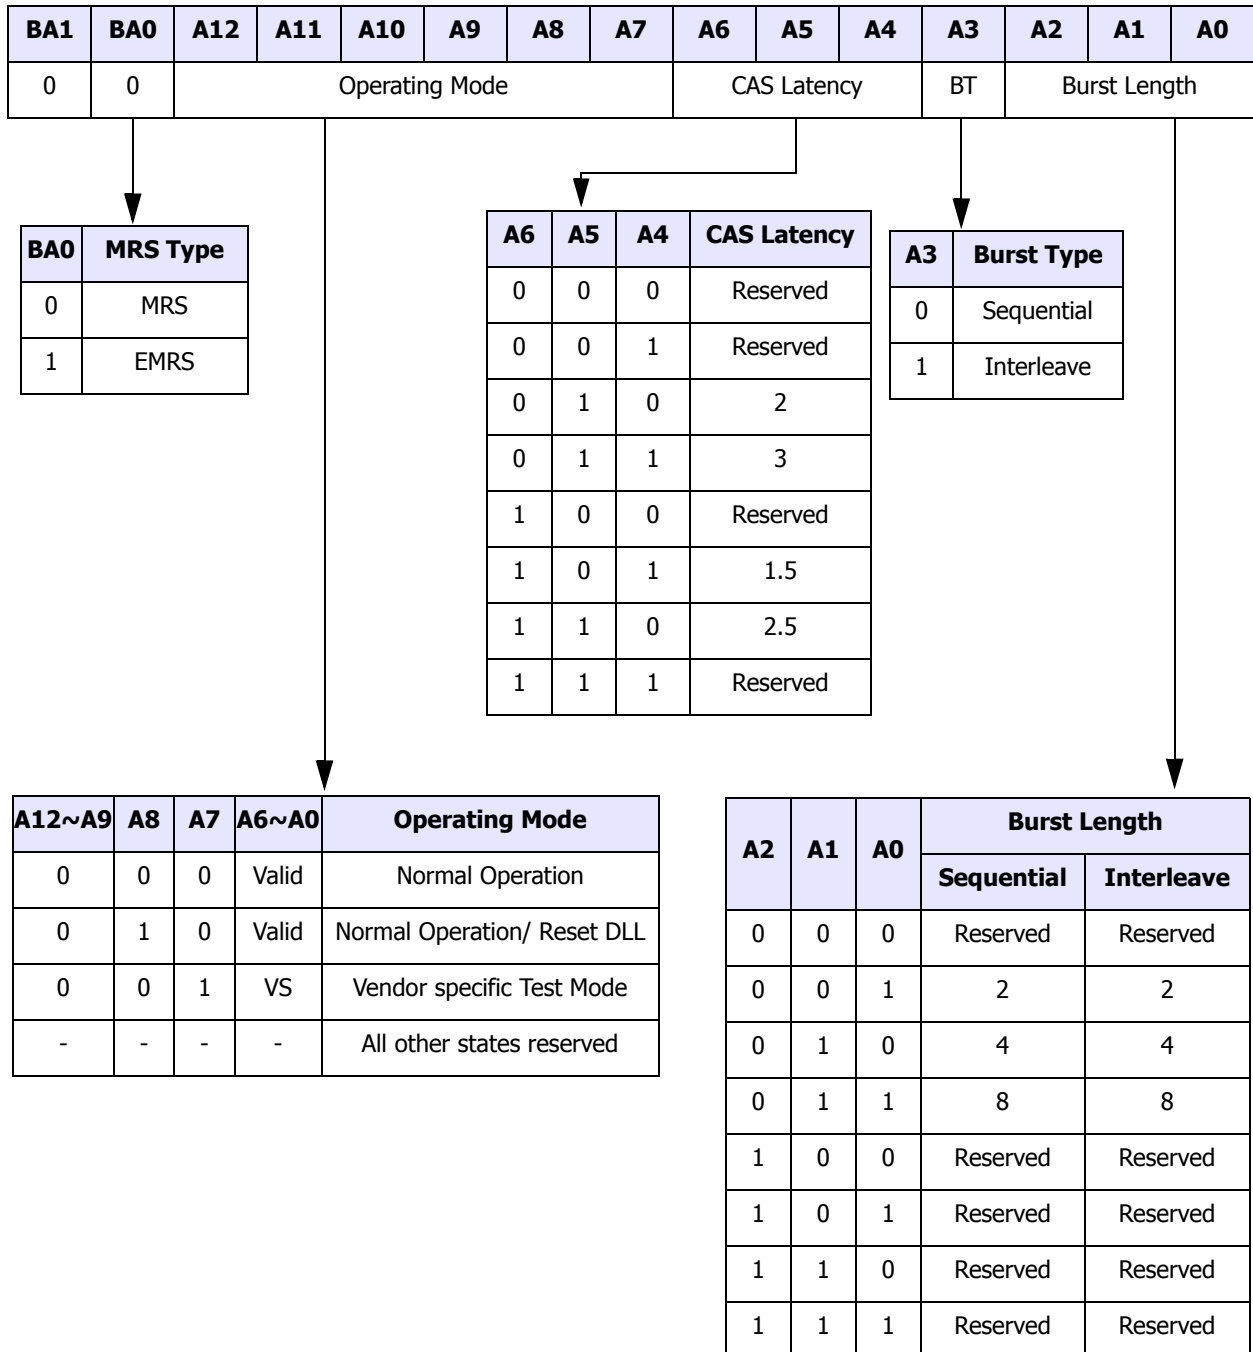 BA1 BA0 A12 A11 A10 A9 A8 A7 A6 A5 A4 A3 A2 A1 A0
0 0 Operating Mode CAS Latency BT Burst Length
BA0 MRS Type
0 MRS
1 EMRS
A6 A5 A4 CAS Latency
0 0 0 Reserved
0 0 1 Reserved
0 1 0 2
0 1 1 3
1 0 0 Reserved
1 0 1 1.5
1 1 0 2.5
1 1 1 Reserved
A3 Burst Type
0 Sequential
1 Interleave
A12~A9 A8 A7 A6~A0 Operating Mode
0 0 0 Valid Normal Operation
0 1 0 Valid Normal Operation/ Reset DLL
0 0 1 VS Vendor specific Test Mode
- - - - All other states reserved
A2 A1 A0 Burst Length
Sequential Interleave
0 0 0 Reserved Reserved
0 0 1 2 2
0 1 0 4 4
0 1 1 8 8
1 0 0 Reserved Reserved
1 0 1 Reserved Reserved
1 1 0 Reserved Reserved
1 1 1 Reserved Reserved